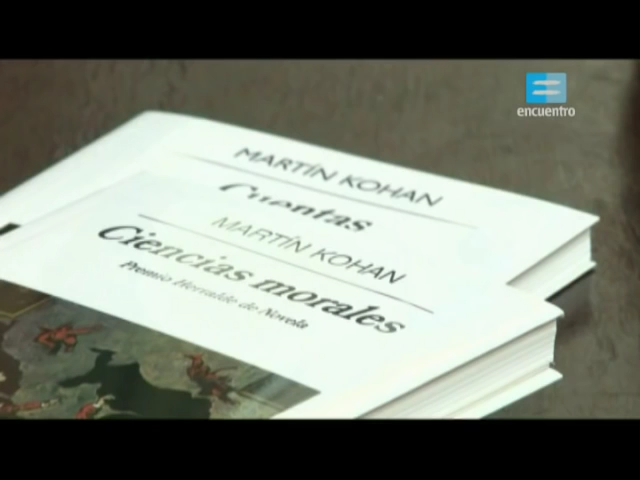 encuentro
MARTÍN KOHAN
Cuentas
MARTÍN KOHAN
Ciencias morales
Premio Herralde de Novela